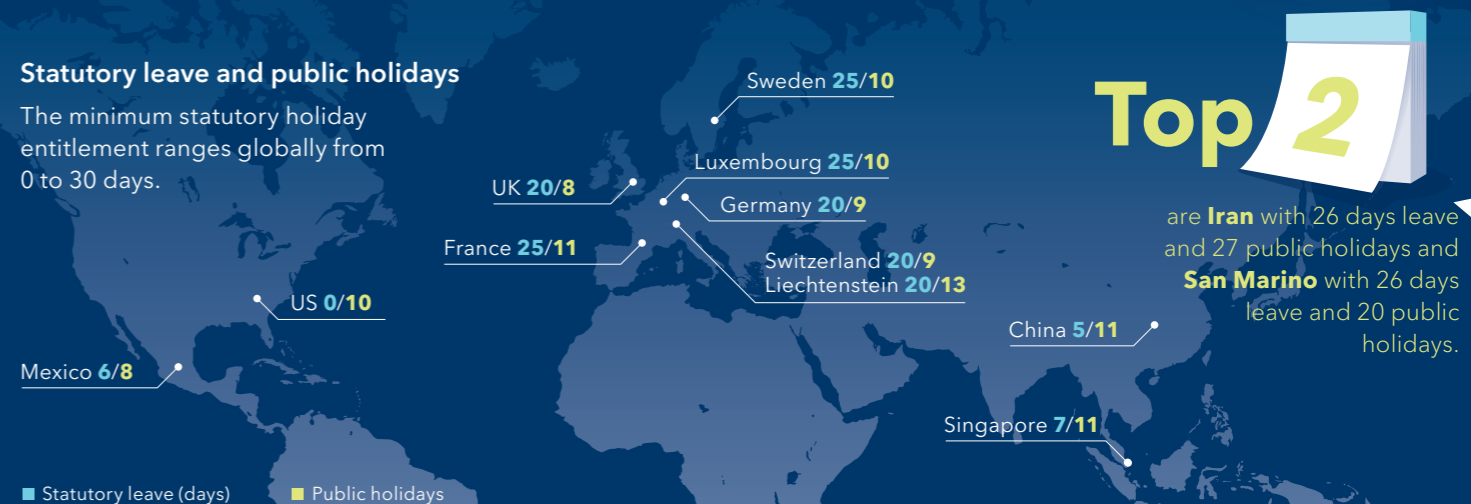 Statutory leave and public holidays
The minimum statutory holiday
entitlement ranges globally from
0 to 30 days.
Sweden 25/10
Luxembourg 25/10
UK 20/8
Germany 20/9
France 25/11
Switzerland 20/9
Liechtenstein 20/13
US 0/10
China 5/11
Mexico 6/8
Singapore 7/11
Top 2
are Iran with 26 days leave
and 27 public holidays and
San Marino with 26 days
leave and 20 public
holidays.
Statutory leave (days)
Public holidays